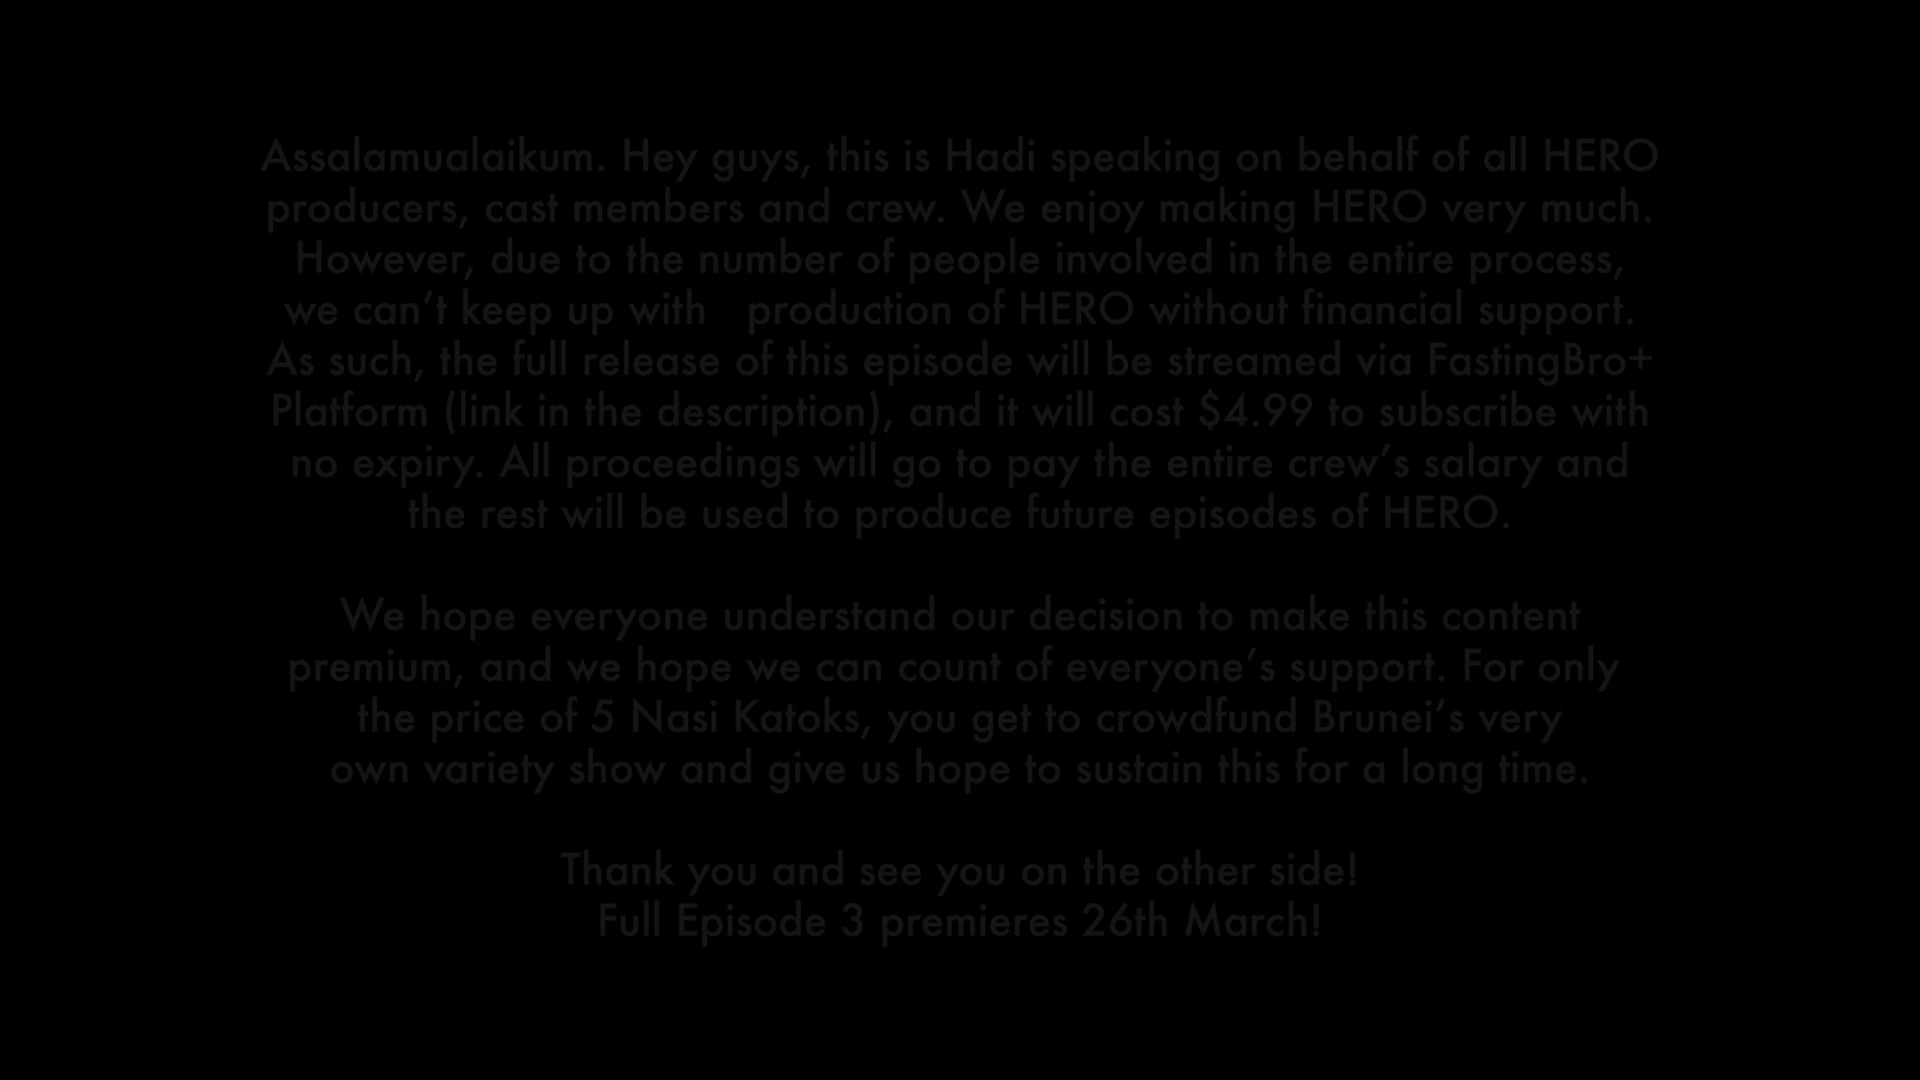 Assalamualaikum. Hey guys, this is Hadi speaking on behalf of all HERO
producers, cast members and crew. We enjoy making HERO very much.
However, due to the number of people involved in the entire process,
we can’t keep up with production of HERO without financial support.
As such, the full release of this episode will be streamed via FastingBro+
Platform (link in the description), and it will cost $4.99 to subscribe with
no expiry. All proceedings will go to pay the entire crew’s salary and
the rest will be used to produce future episodes of HERO.
We hope everyone understand our decision to make this content
premium, and we hope we can count of everyone’s support. For only
the price of 5 Nasi Katoks, you get to crowdfund Brunei’s very
own variety show and give us hope to sustain this for a long time.
Thank you and see you on the other side!
Full Episode 3 premieres 26th March!